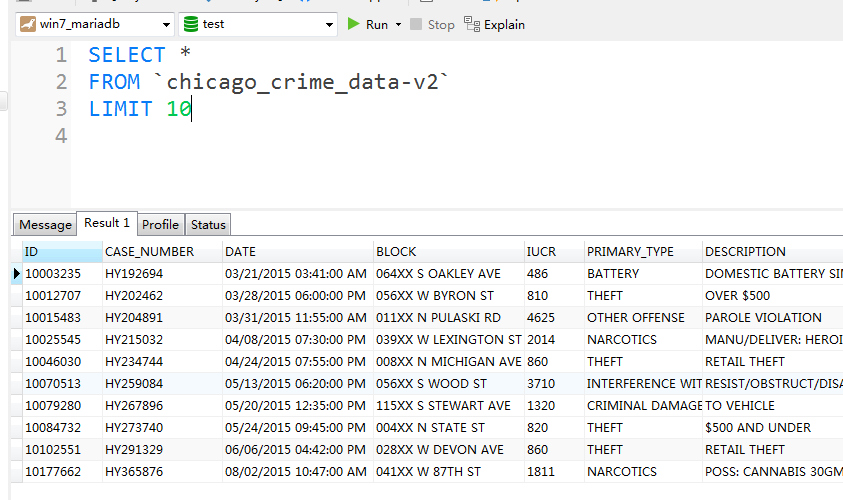 win7_mariadb test Run Stop Explain
1 SELECT *
2 FROM `chicago_crime_data-v2`
3 LIMIT 10
4
Message Result 1 Profile Status
ID CASE_NUMBER DATE BLOCK IUCR PRIMARY_TYPE DESCRIPTION
10003235 HY192694 03/21/2015 03:41:00 AM 064XX S OAKLEY AVE 486 BATTERY DOMESTIC BATTERY SIM
10012707 HY202462 03/28/2015 06:00:00 PM 056XX W BYRON ST 810 THEFT OVER $500
10015483 HY204891 03/31/2015 11:55:00 AM 011XX N PULASKI RD 4625 OTHER OFFENSE PAROLE VIOLATION
10025545 HY215032 04/08/2015 07:30:00 PM 039XX W LEXINGTON ST 2014 NARCOTICS MANU/DELIVER: HEROI
10046030 HY234744 04/24/2015 07:55:00 PM 008XX N MICHIGAN AVE 860 THEFT RETAIL THEFT
10070513 HY259084 05/13/2015 06:20:00 PM 056XX S WOOD ST 3710 INTERFERENCE WIT RESIST/OBSTRUCT/DISA
10079280 HY267896 05/20/2015 12:35:00 PM 115XX S STEWART AVE 1320 CRIMINAL DAMAGE TO VEHICLE
10084732 HY273740 05/24/2015 09:45:00 PM 004XX N STATE ST 820 THEFT $500 AND UNDER
10102551 HY291329 06/06/2015 04:42:00 PM 028XX W DEVON AVE 860 THEFT RETAIL THEFT
10177662 HY365876 08/02/2015 10:47:00 AM 041XX W 87TH ST 1811 NARCOTICS POSS: CANNABIS 30GM